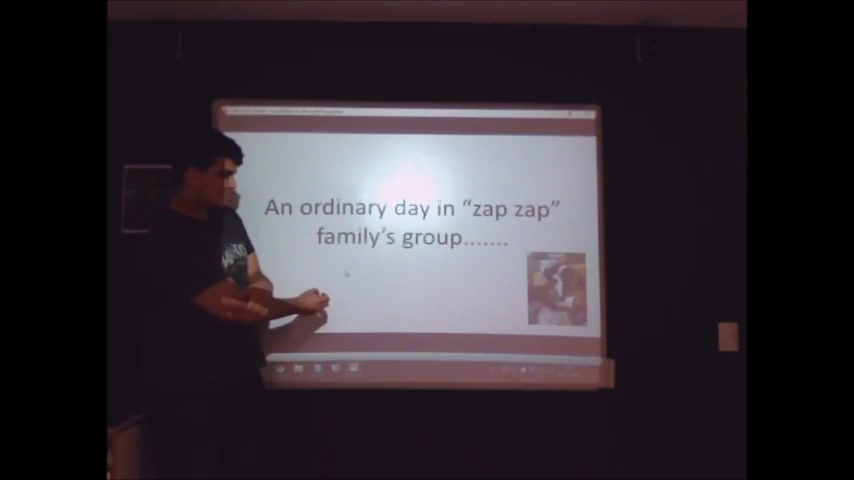 An ordinary day in “zap zap”
family’s group.......